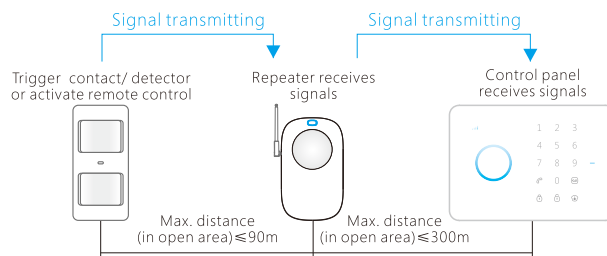 Signal transmitting
Signal transmitting
Trigger contact/ detector
or activate remote control
Repeater receives
signals
Control panel
receives signals
1 2 3
4 5 6
7 8 9
0
Max. distance
(in open area)≤90m
Max. distance
(in open area)≤300m